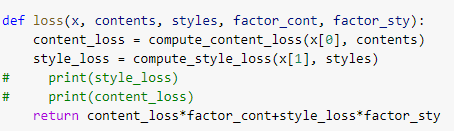 def loss(x, contents, styles, factor_cont, factor_sty):
    content_loss = compute_content_loss(x[0], contents)
    style_loss = compute_style_loss(x[1], styles)
#     print(style_loss)
#     print(content_loss)
    return content_loss*factor_cont+style_loss*factor_sty